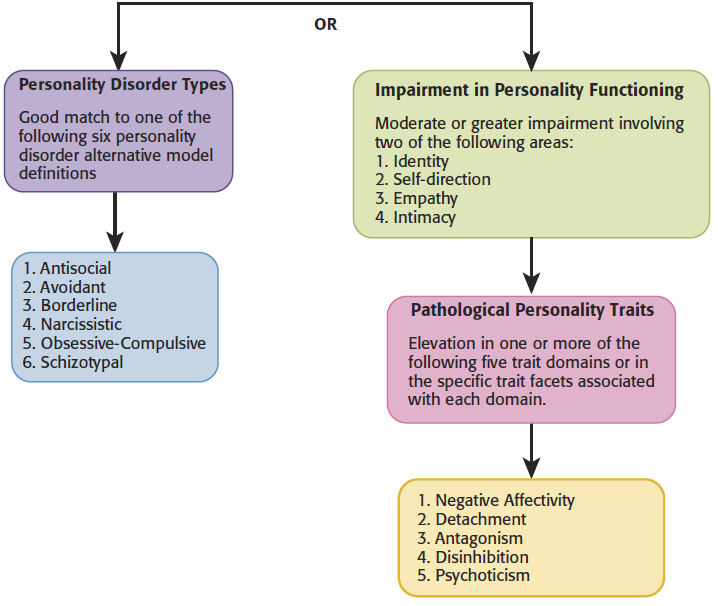 OR
Personality Disorder Types
Good match to one of the
following six personality
disorder alternative model
definitions
1. Antisocial
2. Avoidant
3. Borderline
4. Narcissistic
5. Obsessive-Compulsive
6. Schizotypal
Impairment in Personality Functioning
Moderate or greater impairment involving
two of the following areas:
1. Identity
2. Self-direction
3. Empathy
4. Intimacy
Pathological Personality Traits
Elevation in one or more of the
following five trait domains or in
the specific trait facets associated
with each domain.
1. Negative Affectivity
2. Detachment
3. Antagonism
4. Disinhibition
5. Psychoticism